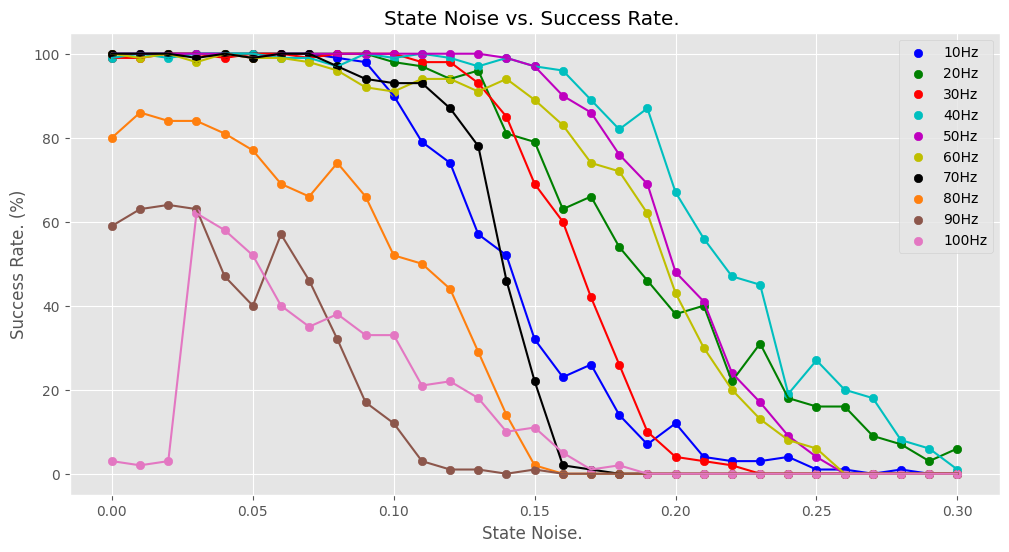 State Noise vs. Success Rate.
100
80
60
40
20
0
Success Rate. (%)
10Hz
20Hz
30Hz
40Hz
50Hz
60Hz
70Hz
80Hz
90Hz
100Hz
0.00 0.05 0.10 0.15 0.20 0.25 0.30
State Noise.